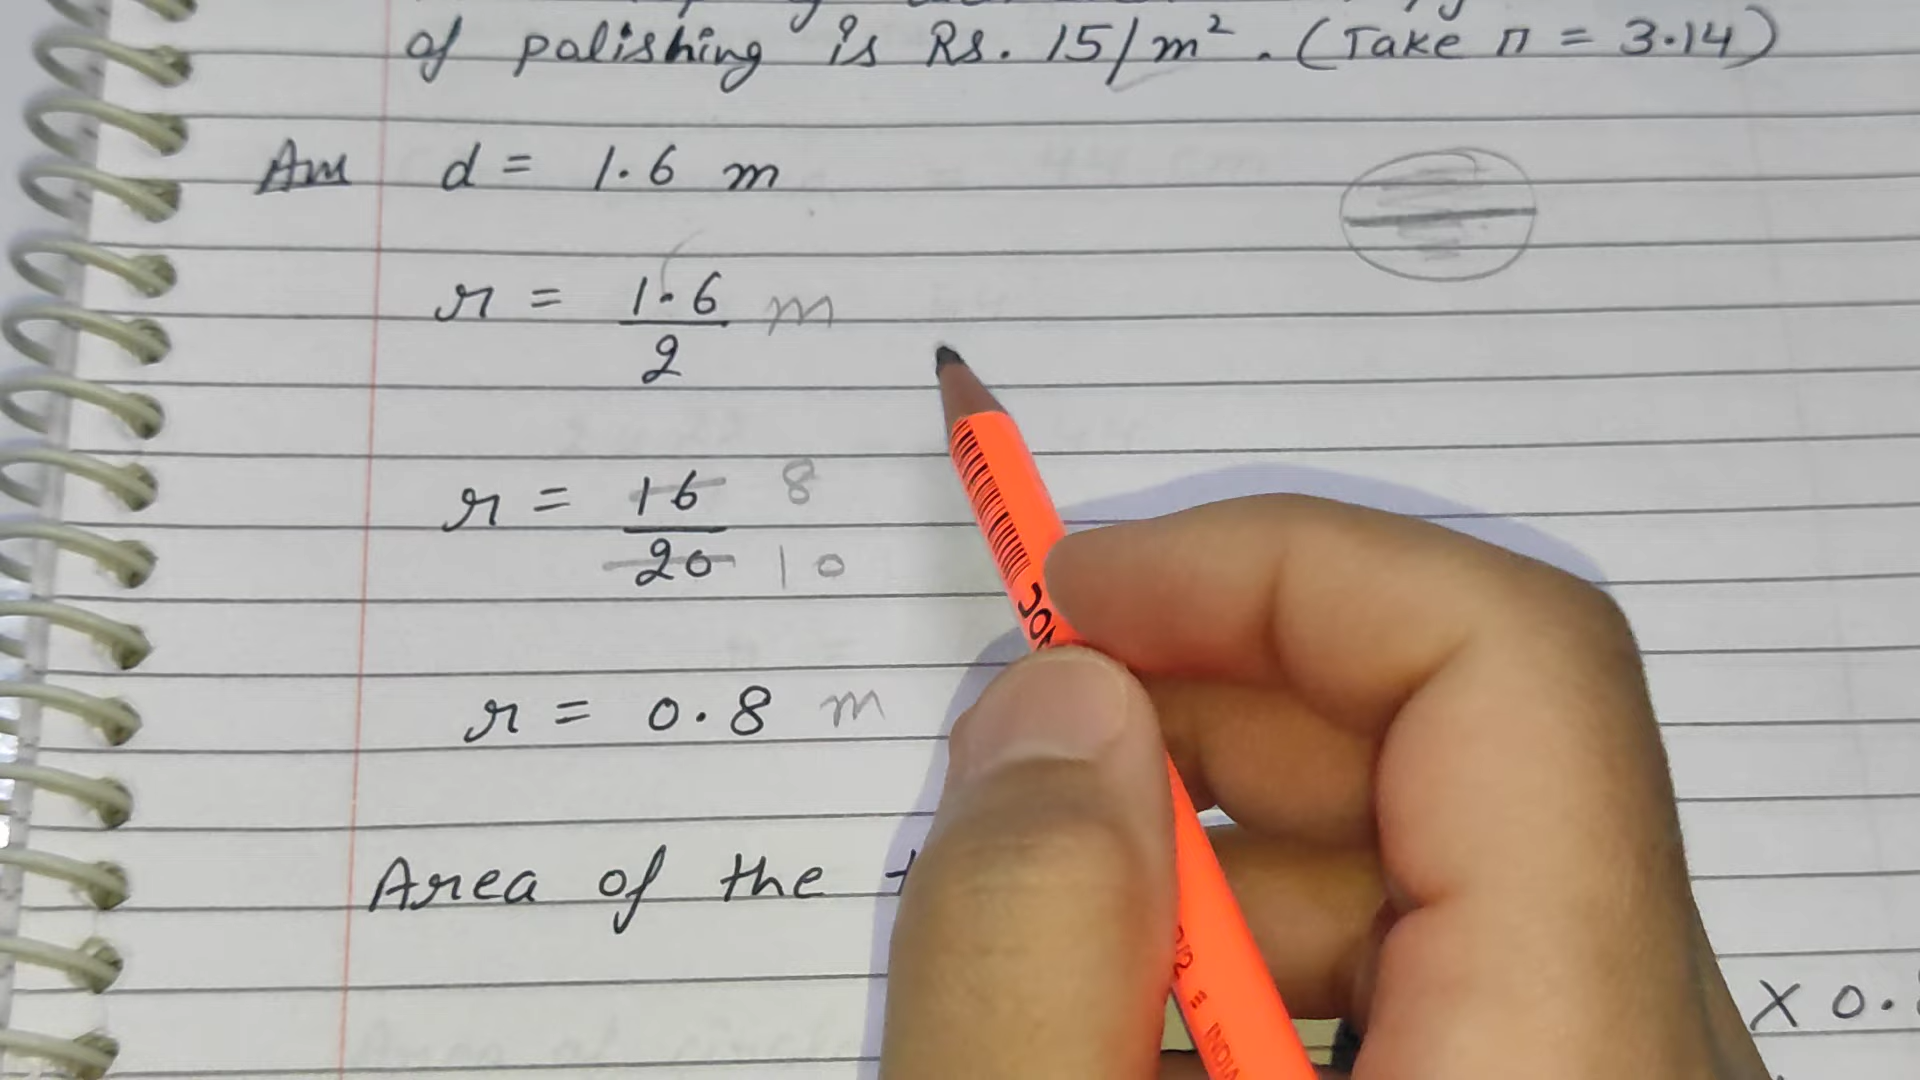 of polishing is Rs. 15/m². (Take π = 3.14)
Ans d = 1.6 m
r = 1.6/2 m
r = 16/20 8/10
r = 0.8 m
Area of the
X 0.